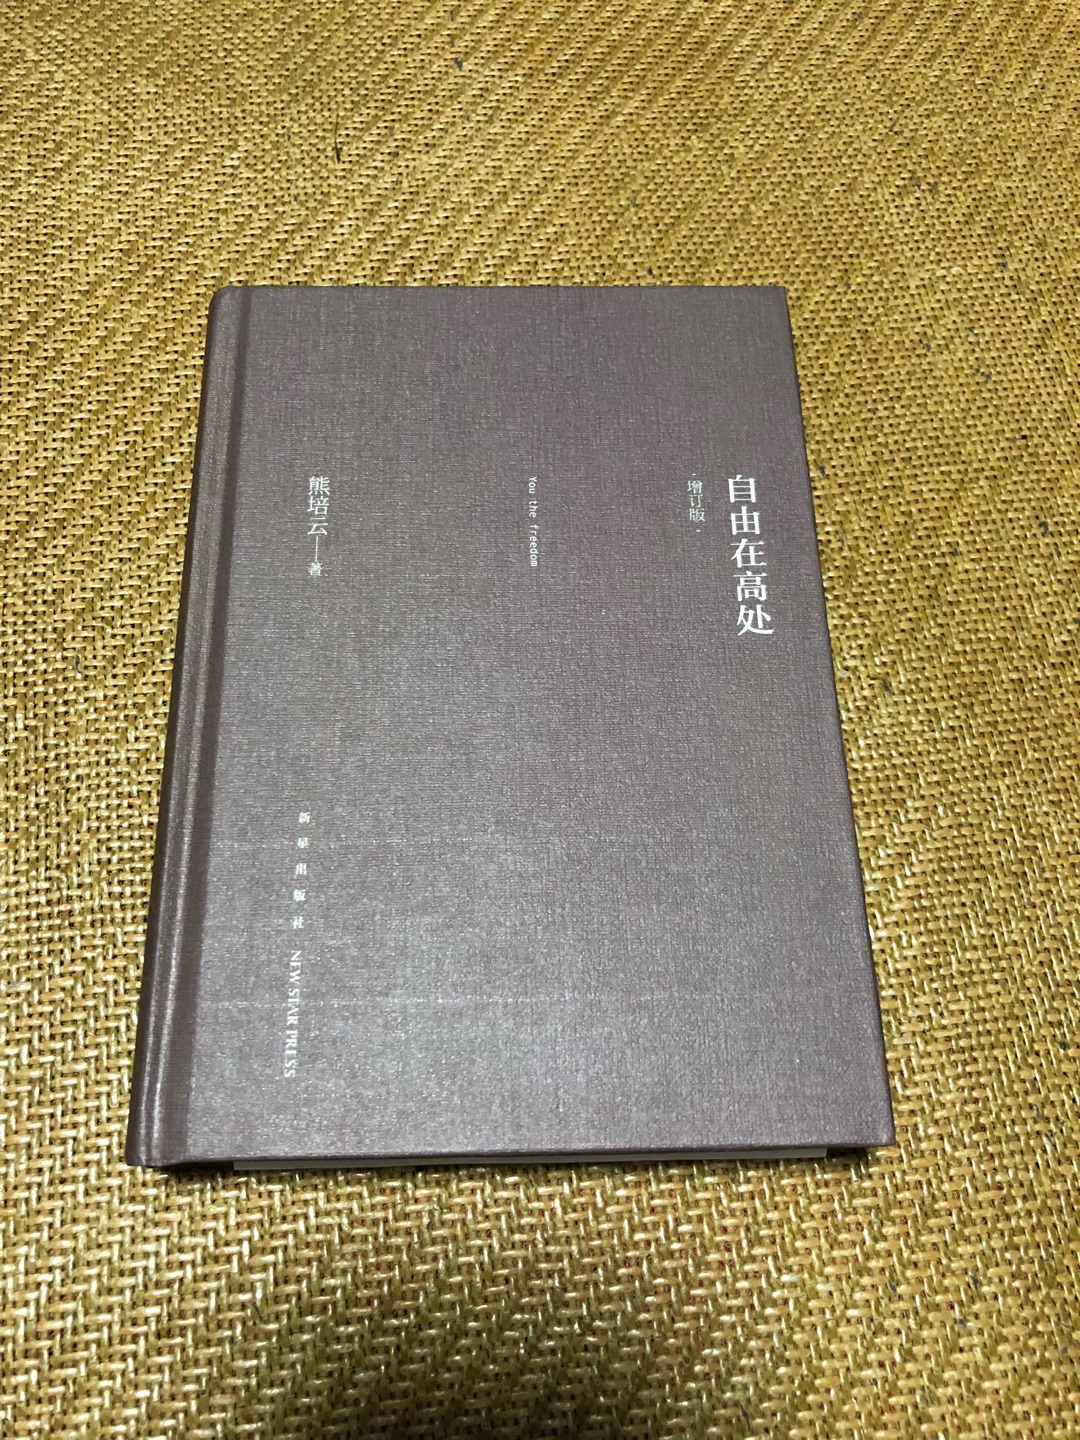 自由在高处
·增订版·
You the freedom
熊培云——著
新星出版社 NEW STAR PRESS